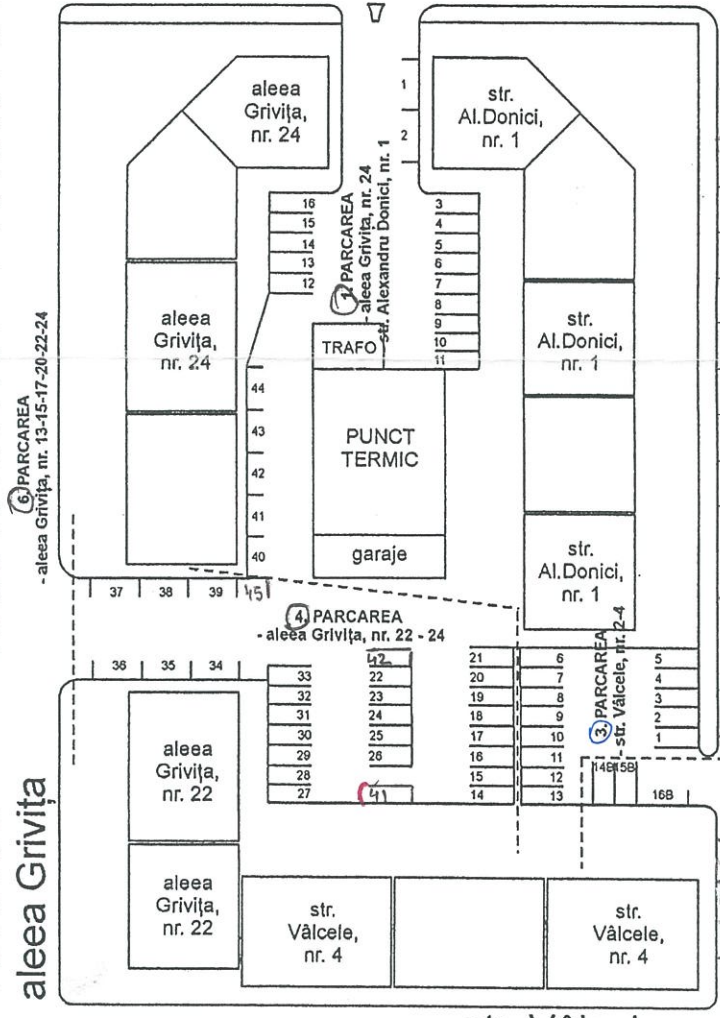 aleea
Grivița,
nr. 24
1
2
str.
Al.Donici,
nr. 1
16
15
14
13
12
1. PARCAREA
- aleea Grivița, nr. 24
str. Alexandru Donici, nr. 1
3
4
5
6
7
8
9
10
11
aleea
Grivița,
nr. 24
TRAFO
str.
Al.Donici,
nr. 1
6. PARCAREA
- aleea Grivița, nr. 13-15-17-20-22-24
44
43
42
41
40
PUNCT
TERMIC
garaje
str.
Al.Donici,
nr. 1
37
38
39
45
4. PARCAREA
- aleea Grivița, nr. 22 - 24
36
35
34
33
32
31
30
29
28
27
42
22
23
24
25
26
41
21
20
19
18
17
16
15
14
6
7
8
9
10
11
12
13
3. PARCAREA
- str. Vâlcele, nr. 2-4
5
4
3
2
1
14B
15B
16B
aleea Grivița
aleea
Grivița,
nr. 22
aleea
Grivița,
nr. 22
str.
Vâlcele,
nr. 4
str.
Vâlcele,
nr. 4